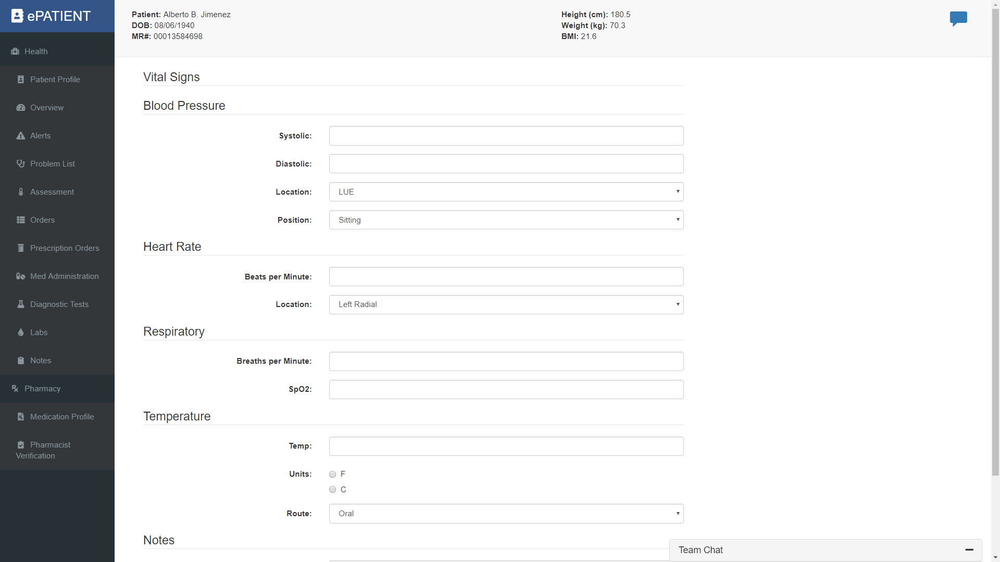 ePATIENT
Health
Patient Profile
Overview
Alerts
Problem List
Assessment
Orders
Prescription Orders
Med Administration
Diagnostic Tests
Labs
Notes
Pharmacy
Medication Profile
Pharmacist
Verification
Patient: Alberto B. Jimenez
DOB: 08/06/1940
MR#: 00013584698
Height (cm): 180.5
Weight (kg): 70.3
BMI: 21.6
Vital Signs
Blood Pressure
Systolic:
Diastolic:
Location: LUE
Position: Sitting
Heart Rate
Beats per Minute:
Location: Left Radial
Respiratory
Breaths per Minute:
SpO2:
Temperature
Temp:
Units: F
C
Route: Oral
Notes
Team Chat